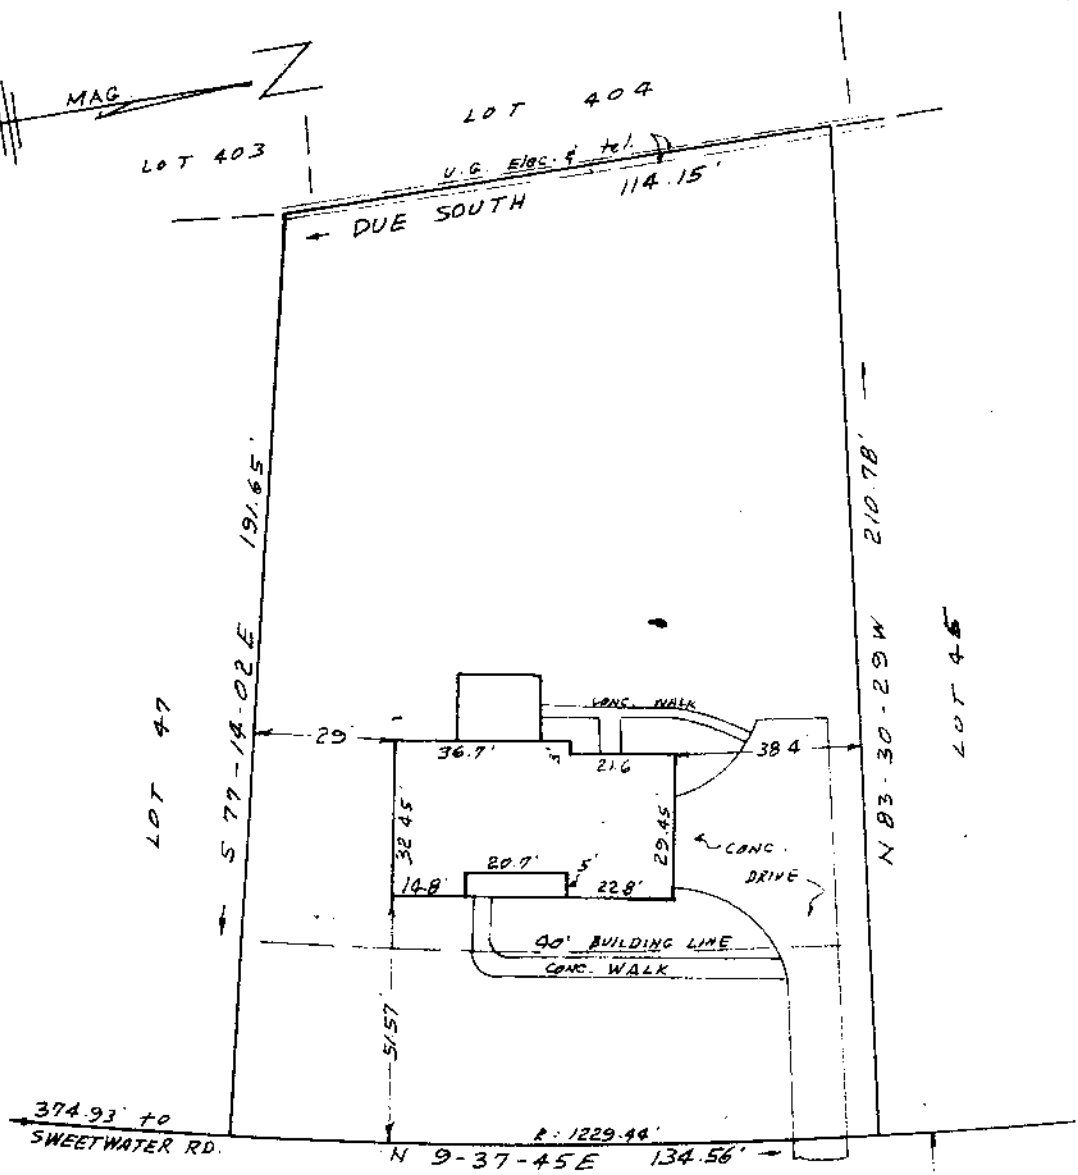 MAG.
LOT 404
LOT 403
U.G. Elec. & tel.
114.15'
DUE SOUTH
191.65'
210.78'
S 77-14-02 E
N 83-30-29 W
LOT 47
LOT 45
CONC. WALK
29
36.7'
3'
21.6
38.4
32.45'
29.45'
CONC.
DRIVE
20.7'
5'
14.8'
22.8'
40' BUILDING LINE
CONC. WALK
51.57'
374.93' to
SWEETWATER RD.
R: 1229.44'
N 9-37-45 E 134.56'